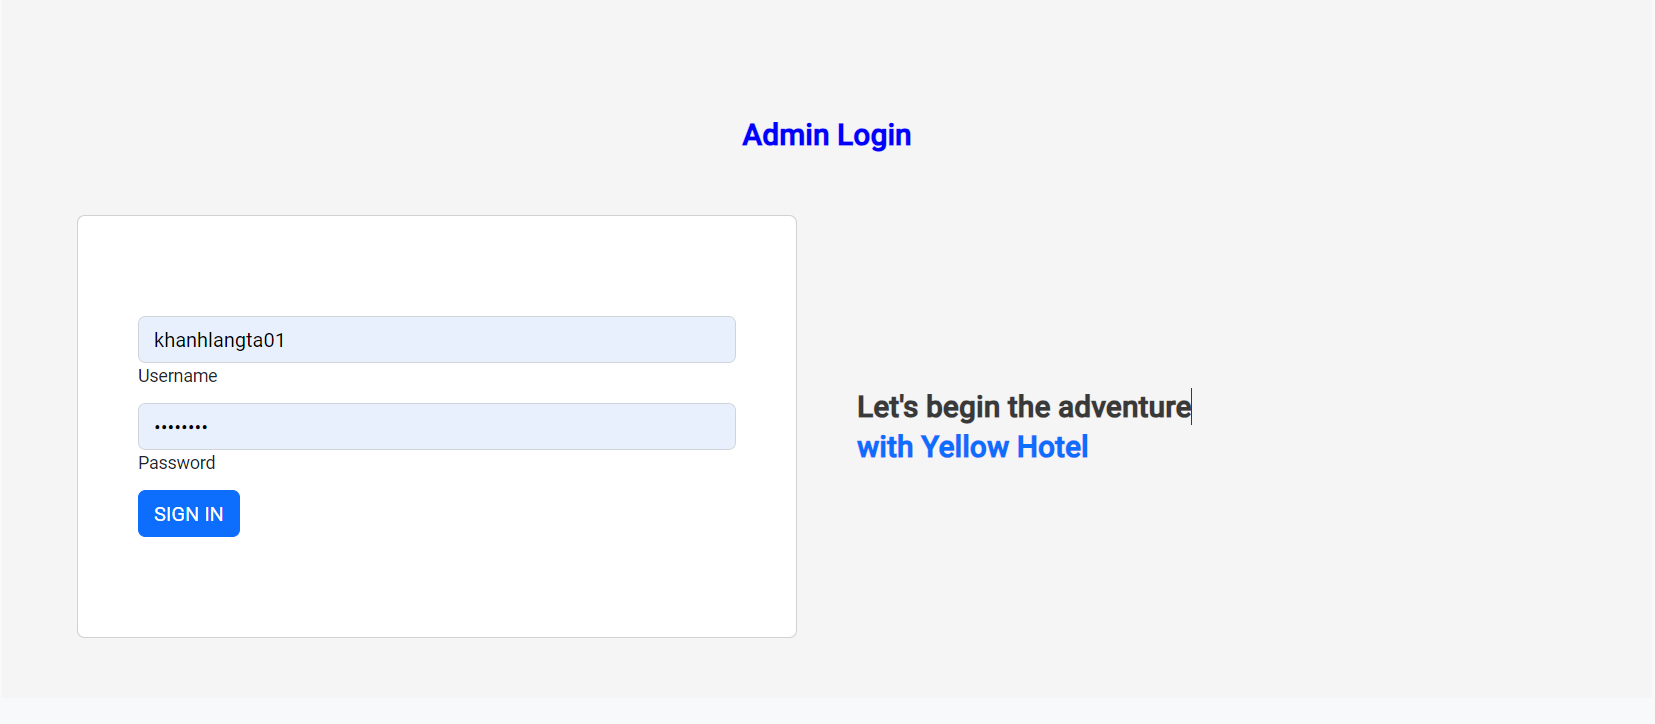 Admin Login
khanhlangta01
Username
••••••••
Password
SIGN IN
Let's begin the adventure
with Yellow Hotel